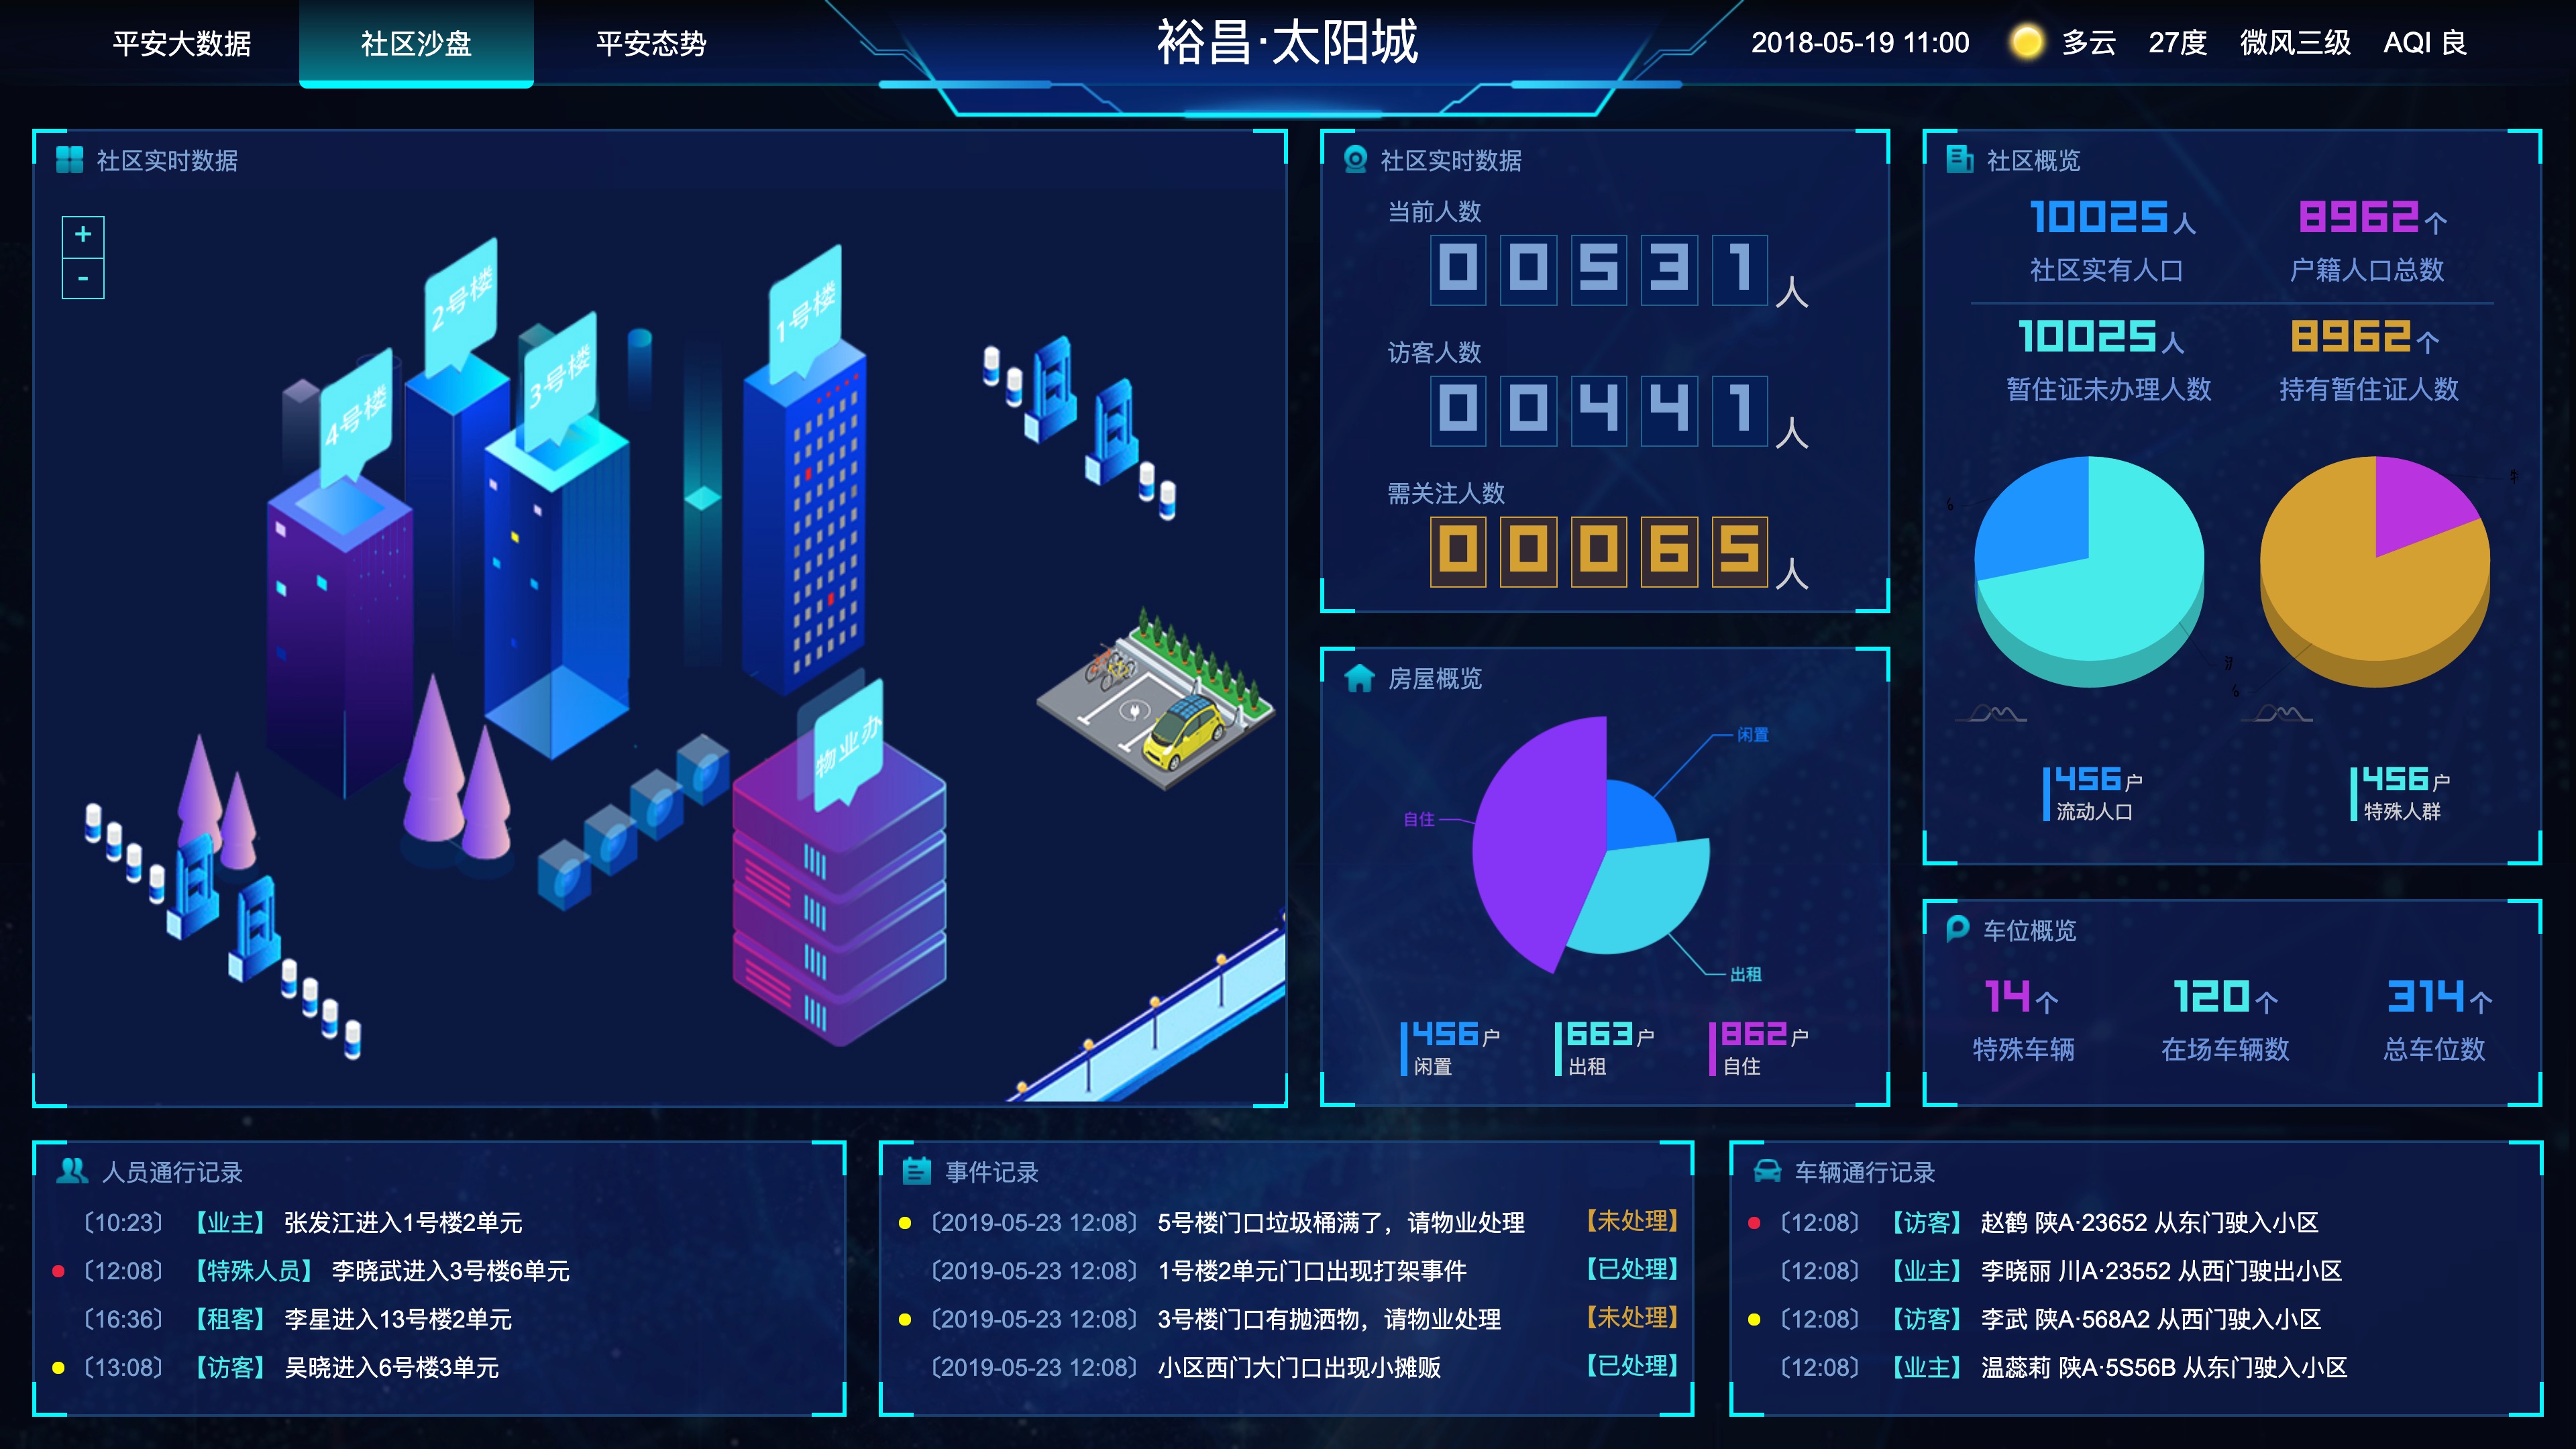 平安大数据
社区沙盘
平安态势
裕昌·太阳城
2018-05-19 11:00 多云 27度 微风三级 AQI 良
社区实时数据
+
-
2号楼
1号楼
3号楼
4号楼
物业办
社区实时数据
当前人数
00531人
访客人数
00441人
需关注人数
00065人
房屋概览
闲置
自住
出租
456户
闲置
663户
出租
862户
自住
社区概览
10025人
社区实有人口
8962个
户籍人口总数
10025人
暂住证未办理人数
8962个
持有暂住证人数
456户
流动人口
456户
特殊人群
车位概览
14个
特殊车辆
120个
在场车辆数
314个
总车位数
人员通行记录
〔10:23〕 【业主】 张发江进入1号楼2单元
〔12:08〕 【特殊人员】 李晓武进入3号楼6单元
〔16:36〕 【租客】 李星进入13号楼2单元
〔13:08〕 【访客】 吴晓进入6号楼3单元
事件记录
〔2019-05-23 12:08〕 5号楼门口垃圾桶满了，请物业处理 【未处理】
〔2019-05-23 12:08〕 1号楼2单元门口出现打架事件 【已处理】
〔2019-05-23 12:08〕 3号楼门口有抛洒物，请物业处理 【未处理】
〔2019-05-23 12:08〕 小区西门大门口出现小摊贩 【已处理】
车辆通行记录
〔12:08〕 【访客】 赵鹤 陕A·23652 从东门驶入小区
〔12:08〕 【业主】 李晓丽 川A·23552 从西门驶出小区
〔12:08〕 【访客】 李武 陕A·568A2 从西门驶入小区
〔12:08〕 【业主】 温蕊莉 陕A·5S56B 从东门驶入小区